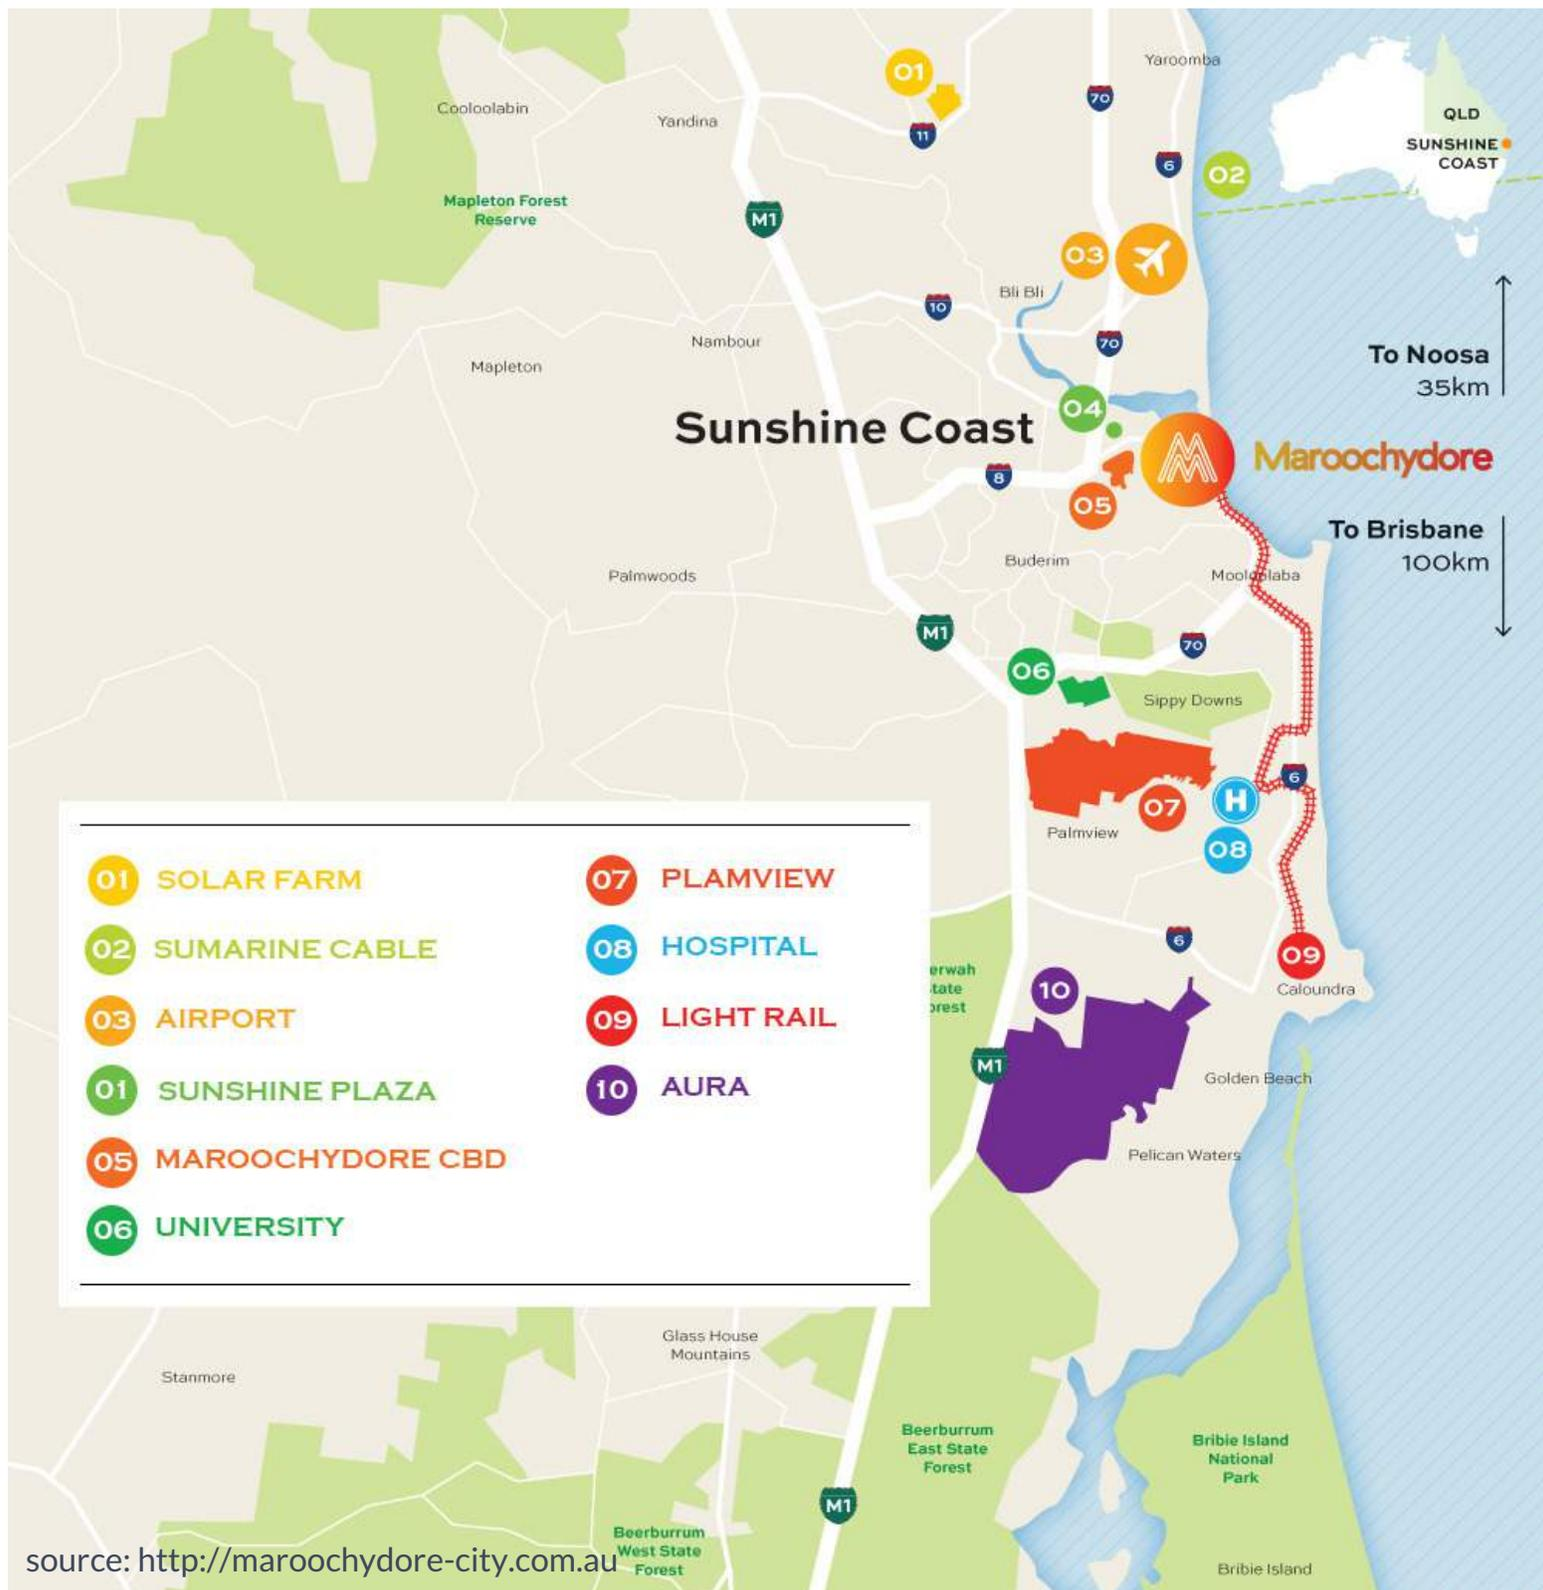 Yaroomba
01
70
QLD
Cooloolabin
Yandina
11
SUNSHINE
COAST
6
02
Mapleton Forest
Reserve
M1
03
Bli Bli
10
Nambour
70
To Noosa
35km
Mapleton
04
Sunshine Coast
Maroochydore
8
05
To Brisbane
100km
Buderim
Palmwoods
Mooloolaba
M1
70
06
Sippy Downs
6
H
07
Palmview
08
01 SOLAR FARM
02 SUMARINE CABLE
03 AIRPORT
01 SUNSHINE PLAZA
05 MAROOCHYDORE CBD
06 UNIVERSITY
07 PLAMVIEW
08 HOSPITAL
09 LIGHT RAIL
10 AURA
6
09
erwah
tate
orest
10
Caloundra
M1
Golden Beach
Pelican Waters
Glass House
Mountains
Stanmore
Beerburrum
East State
Forest
Bribie Island
National
Park
M1
Beerburrum
West State
Forest
source: http://maroochydore-city.com.au
Bribie Island